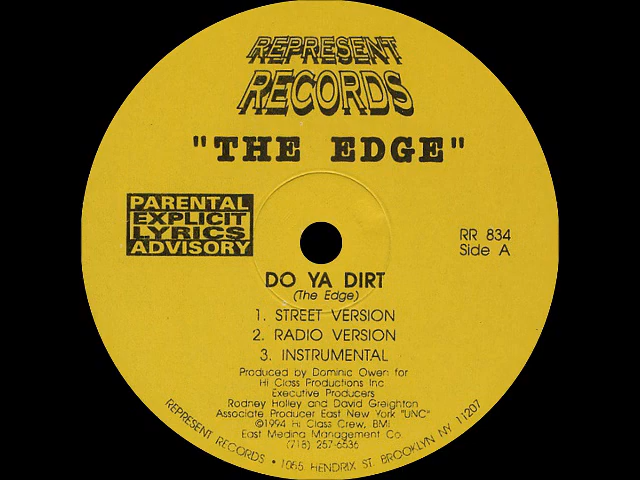 REPRESENT
RECORDS
"THE EDGE"
PARENTAL
EXPLICIT
LYRICS
ADVISORY
RR 834
Side A
DO YA DIRT
(The Edge)
1. STREET VERSION
2. RADIO VERSION
3. INSTRUMENTAL
Produced by Dominic Owen for
Hi Class Productions Inc
Executive Producers
Rodney Holley and David Greighton
Associate Producer East New York "UNC"
©1994 Hi Class Crew, BMI
East Medina Management Co.
(718) 257-6536
REPRESENT RECORDS • 1055 HENDRIX ST. BROOKLYN NY 11207